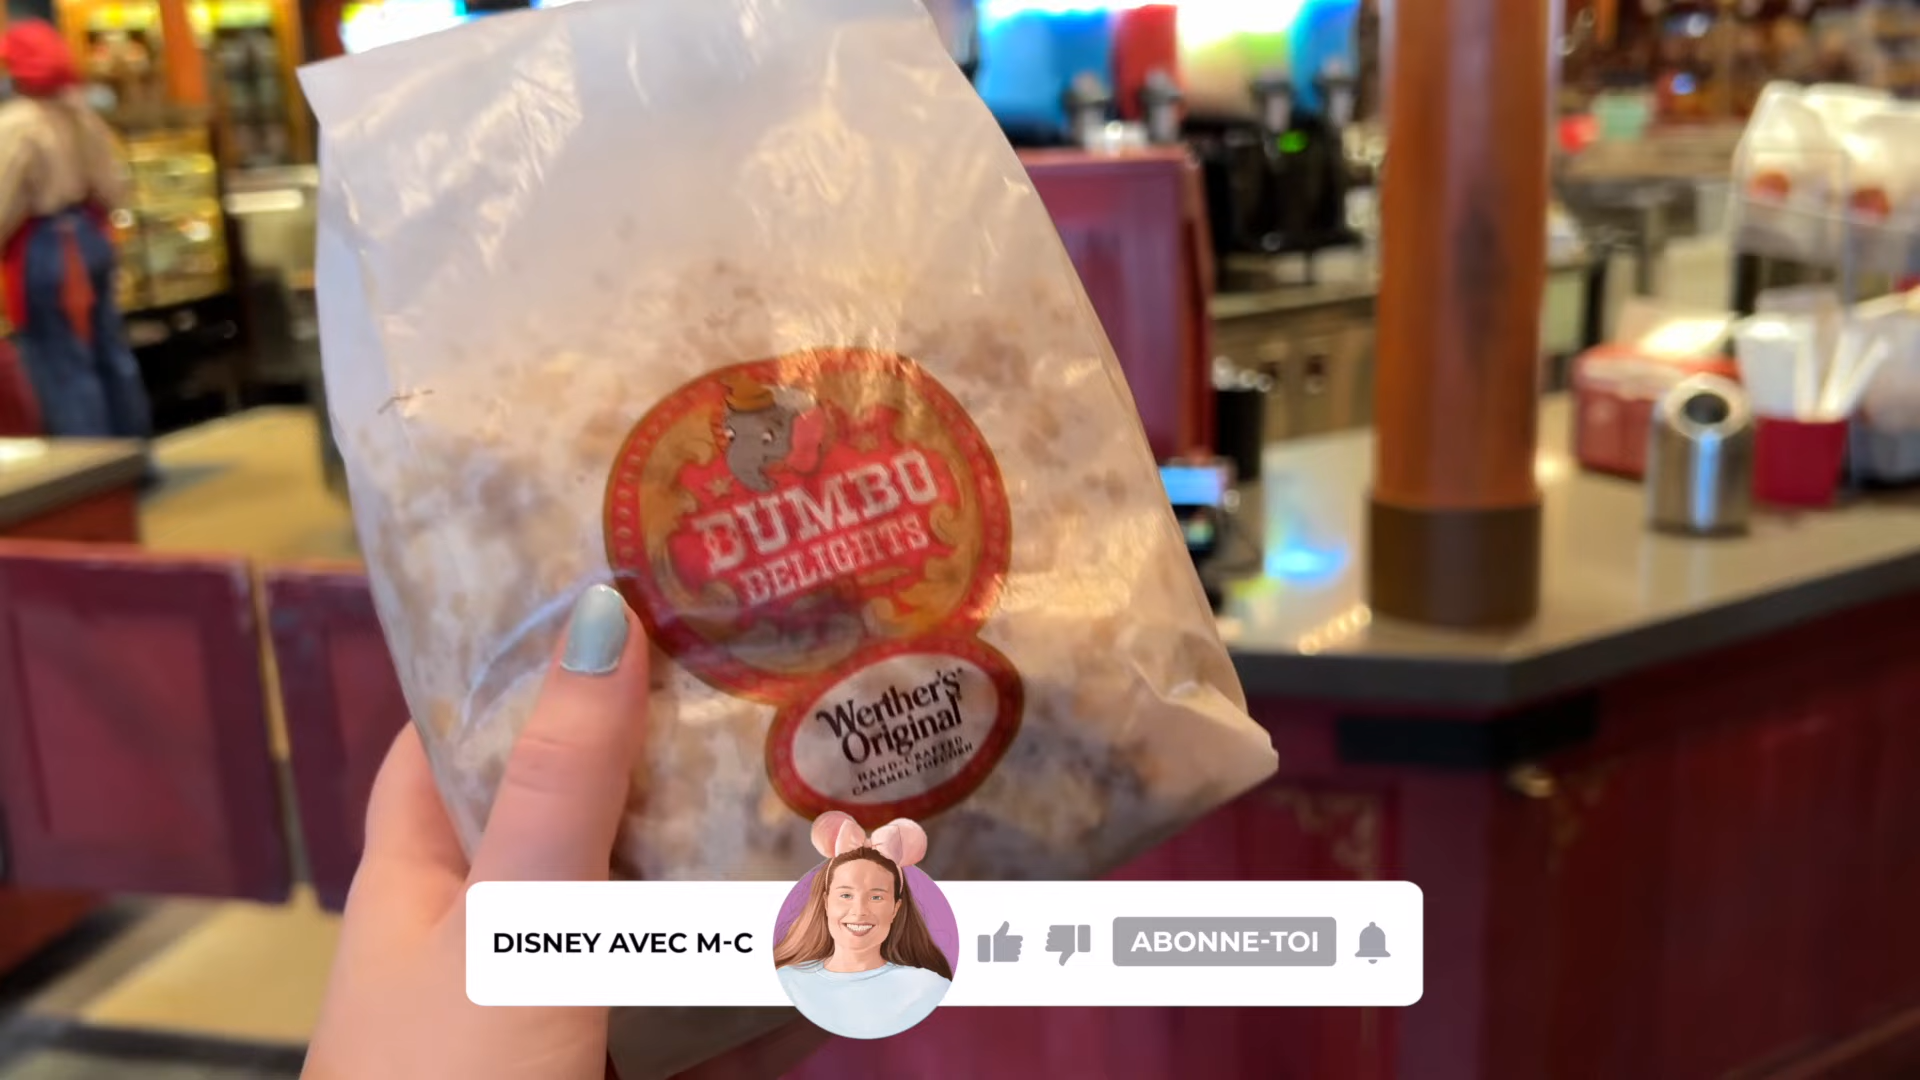 DUMBO
DELIGHTS
Werther's
Original
HAND-CRAFTED
CARAMEL POPCORN
DISNEY AVEC M-C
ABONNE-TOI